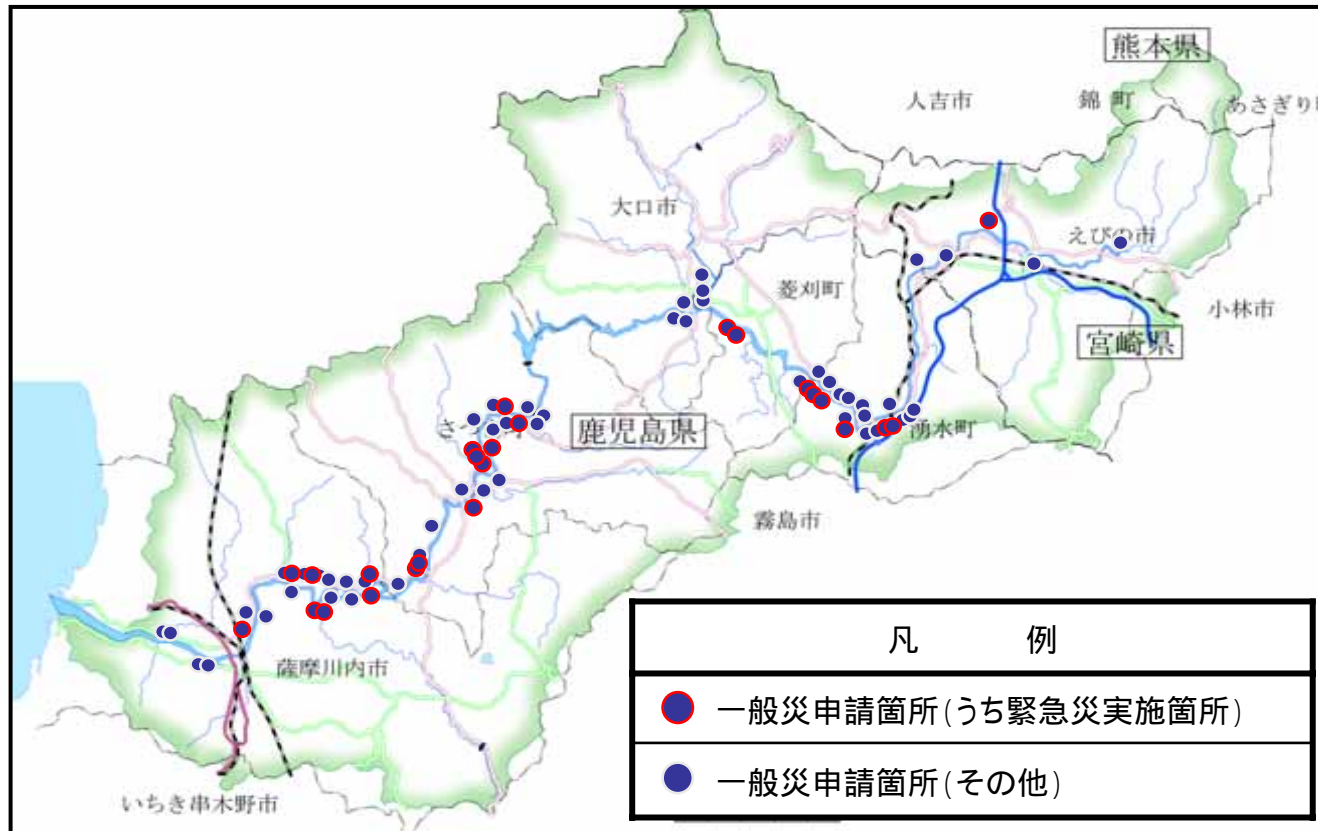 熊本県
人吉市
錦 町
あさぎり
大口市
えびの市
菱刈町
小林市
宮崎県
さつ
鹿児島県
湧水町
霧島市
薩摩川内市
いちき串木野市
凡 例
一般災申請箇所(うち緊急災実施箇所)
一般災申請箇所(その他)